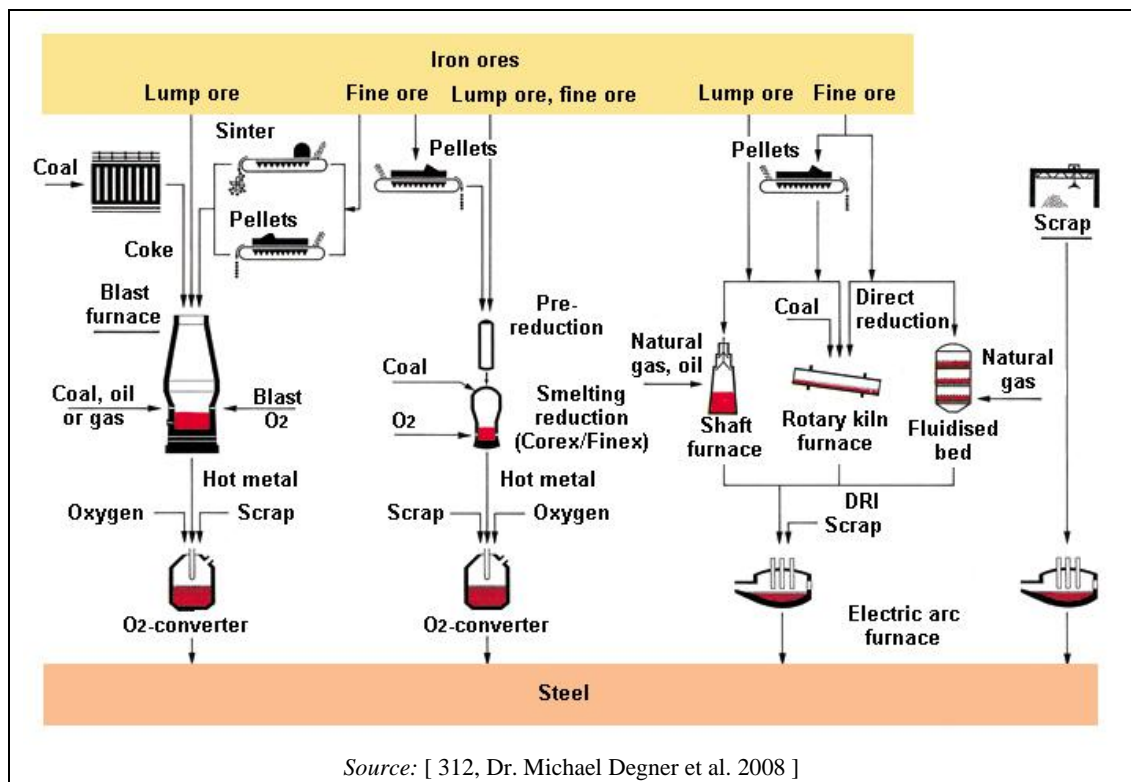 Iron ores
Lump ore
Fine ore
Lump ore, fine ore
Lump ore
Fine ore
Sinter
Coal
Pellets
Pellets
Pellets
Scrap
Coke
Blast
furnace
Pre-
reduction
Coal
Direct
reduction
Natural
gas, oil
Natural
gas
Coal
Coal, oil
or gas
Blast
O2
O2
Smelting
reduction
(Corex/Finex)
Shaft
furnace
Rotary kiln
furnace
Fluidised
bed
Hot metal
Hot metal
DRI
Oxygen
Scrap
Scrap
Oxygen
Scrap
O2-converter
O2-converter
Electric arc
furnace
Steel
Source: [ 312, Dr. Michael Degner et al. 2008 ]